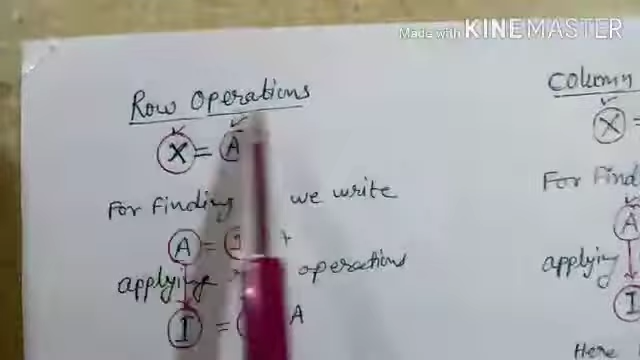 Made with KINEMASTER
Row Operations
X = A
For finding we write
A =
applying operations
I = A
Column
X =
For Find
A
applying
I
Here